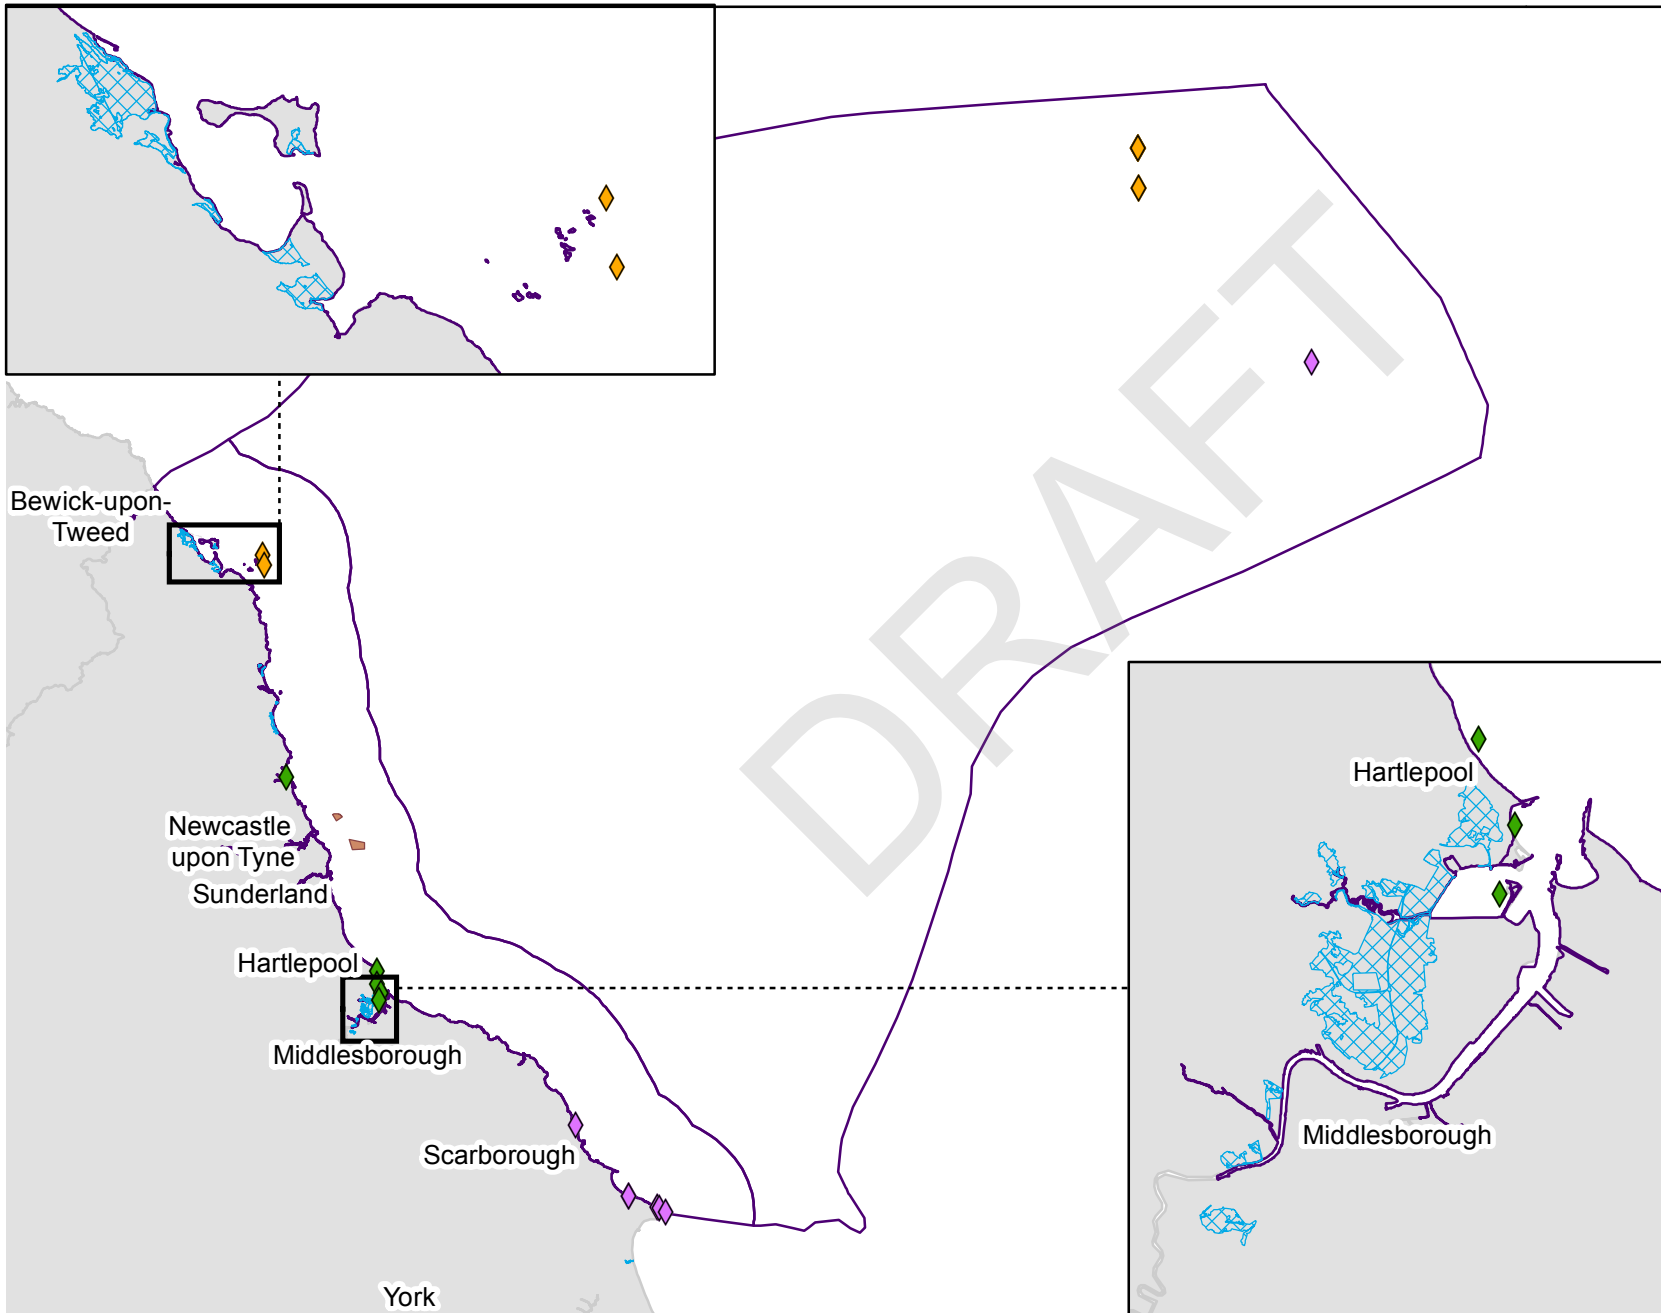 Bewick-upon-
Tweed
DRAFT
Newcastle
upon Tyne
Sunderland
Hartlepool
Middlesborough
Scarborough
York
Hartlepool
Middlesborough